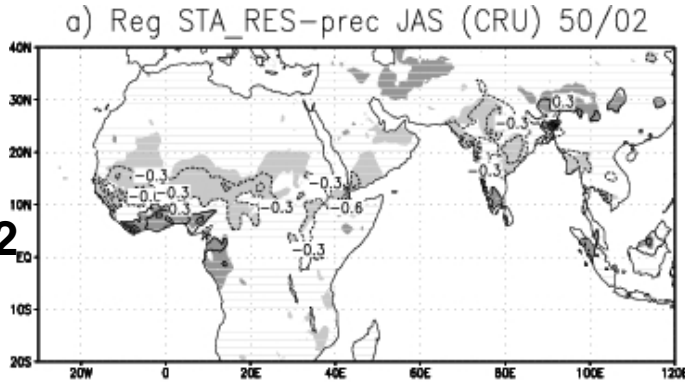 a) Reg STA_RES-prec JAS (CRU) 50/02
40N
30N
0.3
-0.3
20N
-0.3 -0.3 -0.3
-0.3 -0.3 -0.6
10N
0.3
2
EQ
-0.3
10S
20S
20W 0 20E 40E 60E 80E 100E 120E